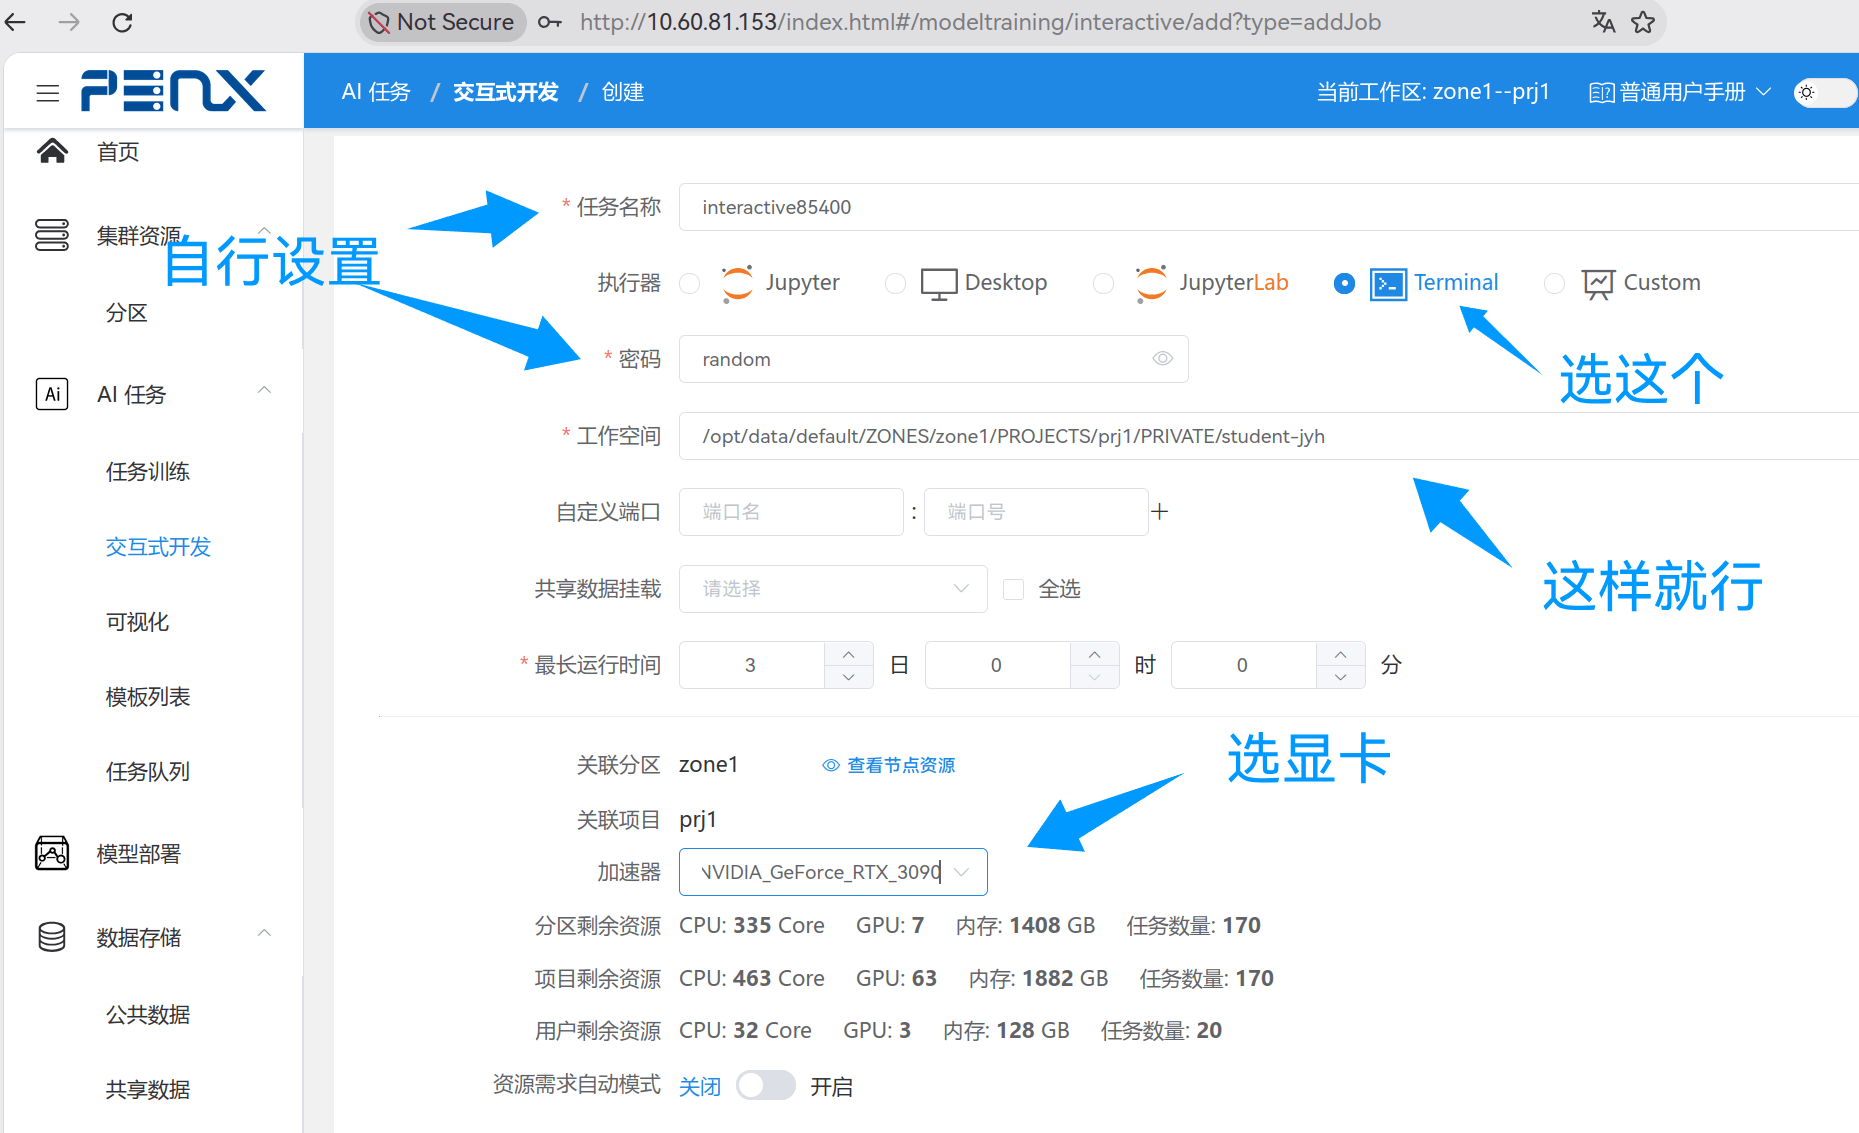 Not Secure
http://10.60.81.153/index.html#/modeltraining/interactive/add?type=addJob
PENX
AI 任务 / 交互式开发 / 创建
当前工作区: zone1--prj1
普通用户手册
首页
集群资源
分区
Ai
AI 任务
任务训练
交互式开发
可视化
模板列表
任务队列
模型部署
数据存储
公共数据
共享数据
自行设置
* 任务名称 interactive85400
执行器 Jupyter Desktop JupyterLab Terminal Custom
选这个
* 密码 random
* 工作空间 /opt/data/default/ZONES/zone1/PROJECTS/prj1/PRIVATE/student-jyh
这样就行
自定义端口 端口名 : 端口号 +
共享数据挂载 请选择 全选
* 最长运行时间 3 日 0 时 0 分
选显卡
关联分区 zone1 查看节点资源
关联项目 prj1
加速器 NVIDIA_GeForce_RTX_3090
分区剩余资源 CPU: 335 Core GPU: 7 内存: 1408 GB 任务数量: 170
项目剩余资源 CPU: 463 Core GPU: 63 内存: 1882 GB 任务数量: 170
用户剩余资源 CPU: 32 Core GPU: 3 内存: 128 GB 任务数量: 20
资源需求自动模式 关闭 开启